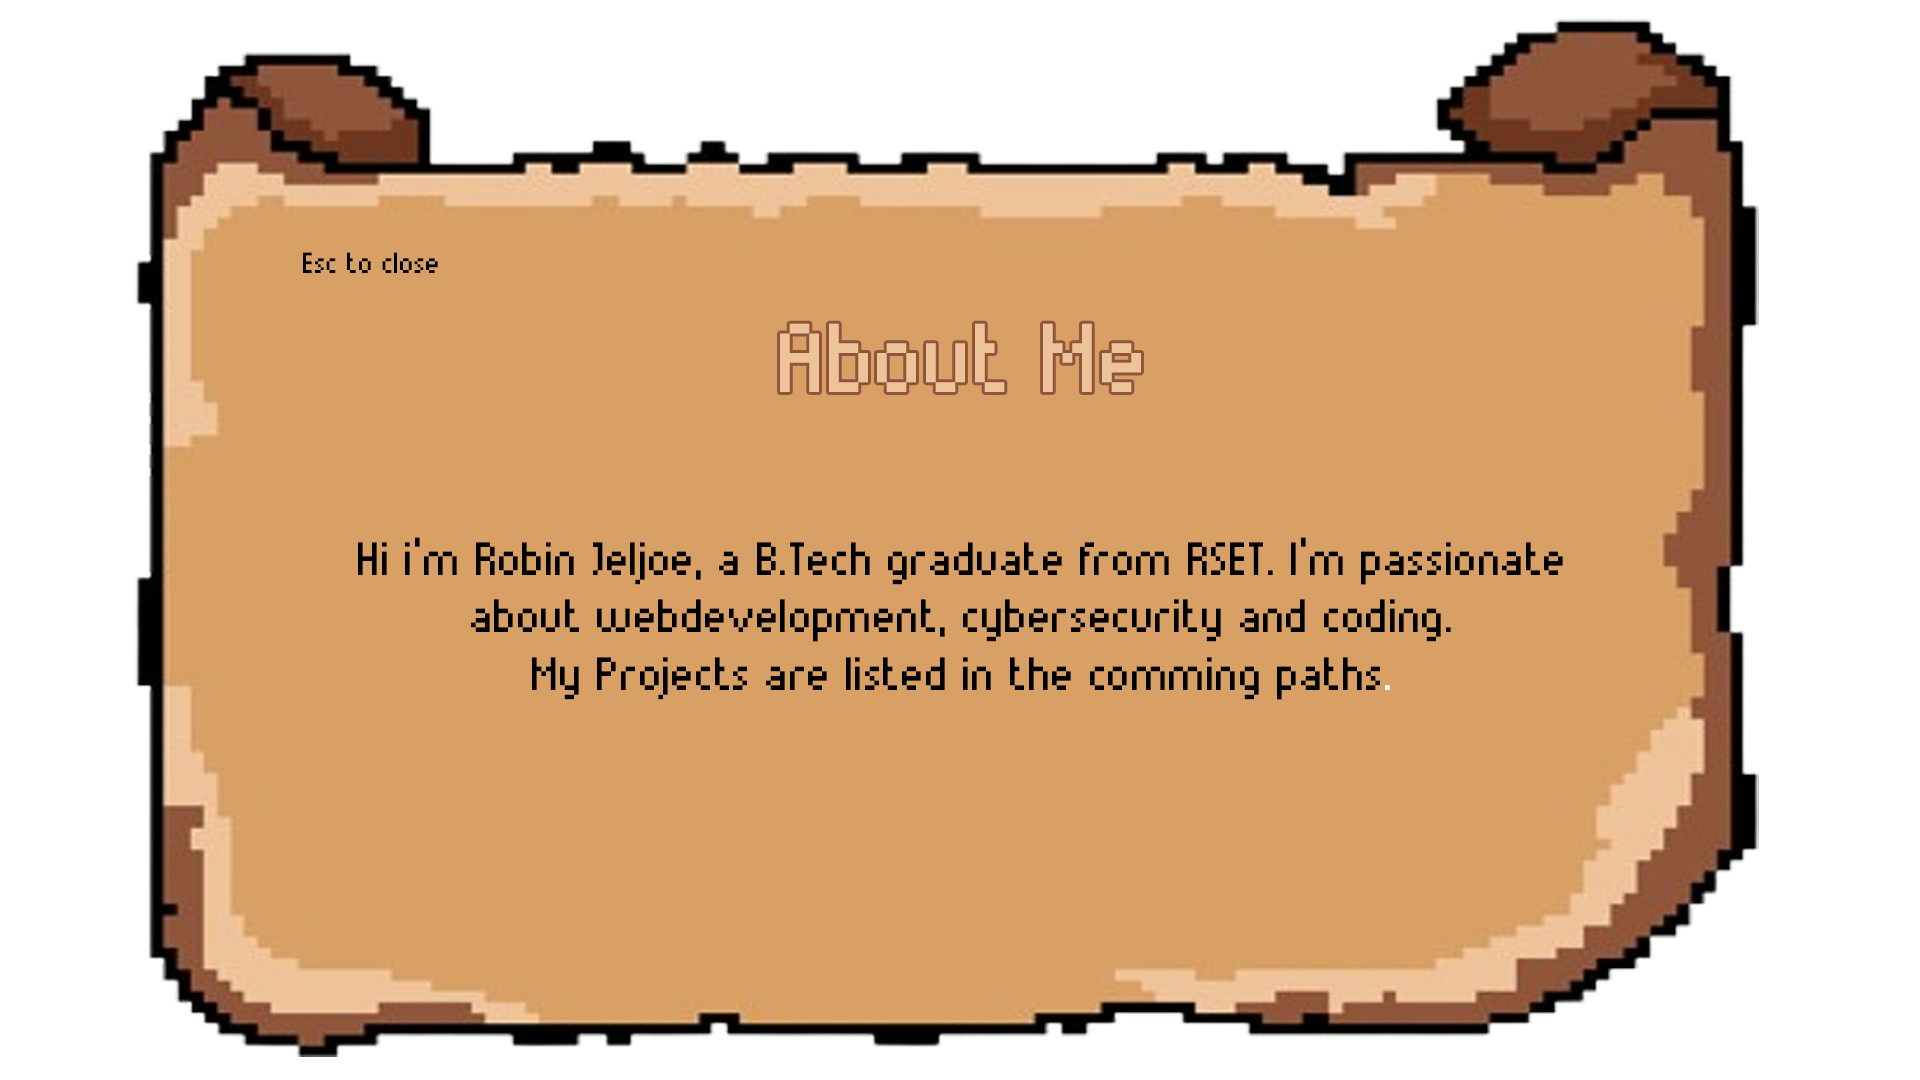 Esc to close
About Me
Hi i'm Robin Jeljoe, a B.Tech graduate from RSET. I'm passionate
about webdevelopment, cybersecurity and coding.
My Projects are listed in the comming paths.